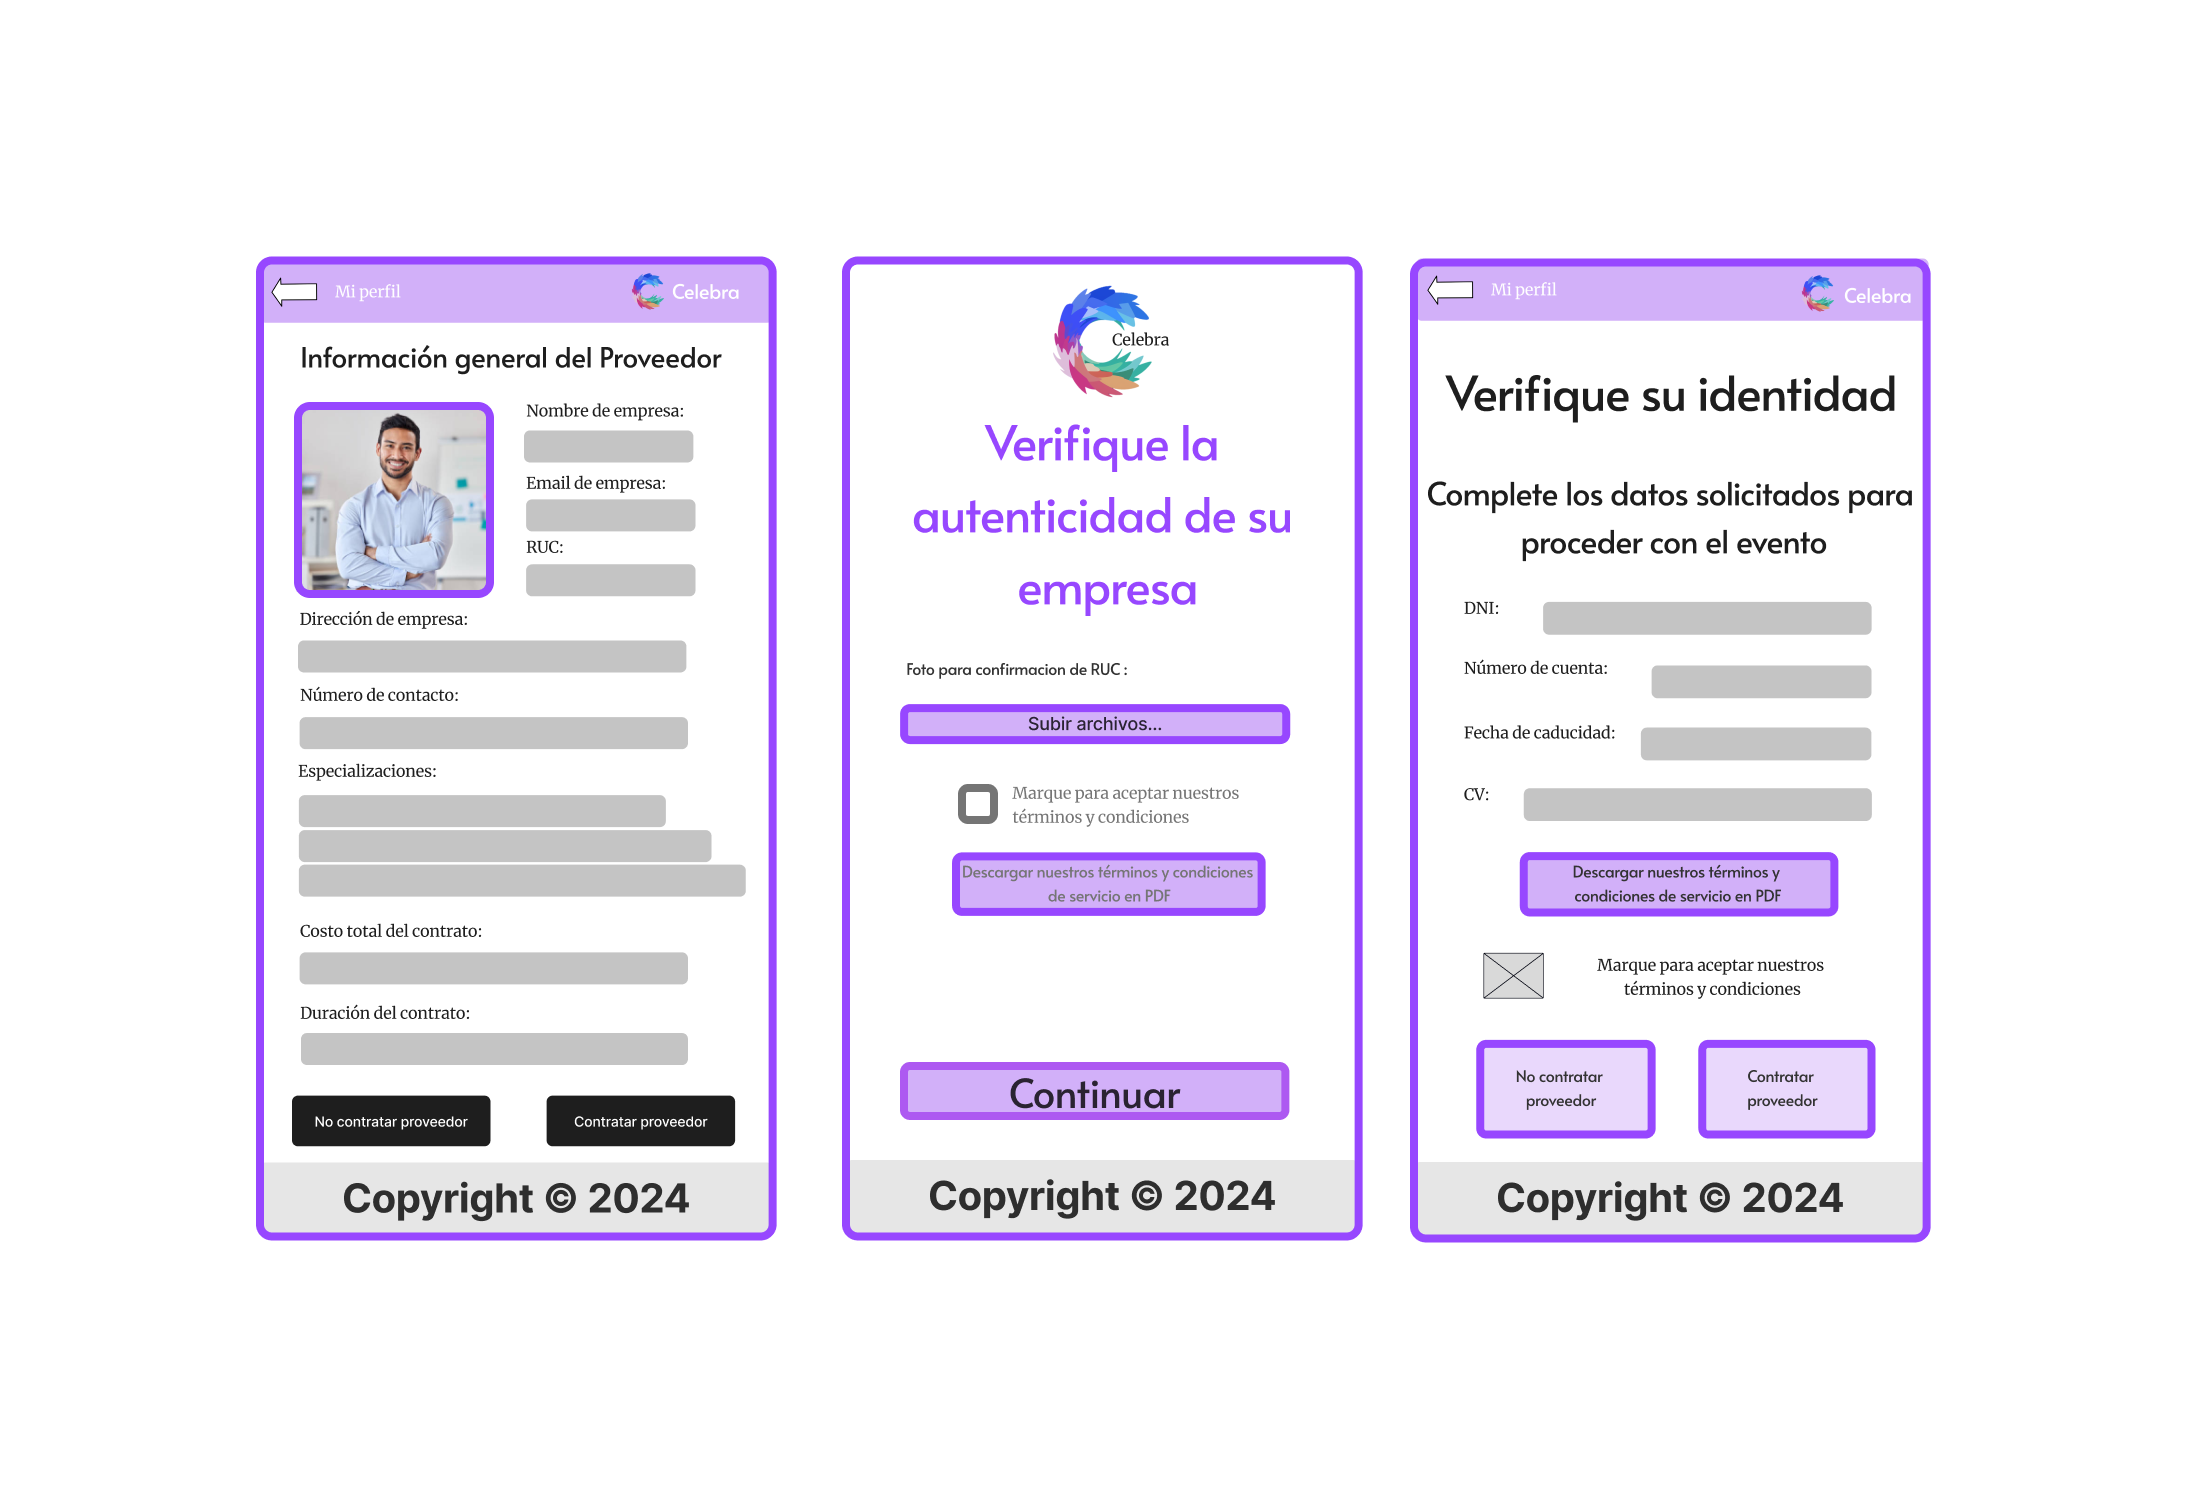 Mi perfil
Celebra
Información general del Proveedor
Nombre de empresa:
Email de empresa:
RUC:
Dirección de empresa:
Número de contacto:
Especializaciones:
Costo total del contrato:
Duración del contrato:
No contratar proveedor
Contratar proveedor
Copyright © 2024
Celebra
Verifique la
autenticidad de su
empresa
Foto para confirmacion de RUC :
Subir archivos...
Marque para aceptar nuestros
términos y condiciones
Descargar nuestros términos y condiciones
de servicio en PDF
Continuar
Copyright © 2024
Mi perfil
Celebra
Verifique su identidad
Complete los datos solicitados para
proceder con el evento
DNI:
Número de cuenta:
Fecha de caducidad:
CV:
Descargar nuestros términos y
condiciones de servicio en PDF
Marque para aceptar nuestros
términos y condiciones
No contratar
proveedor
Contratar
proveedor
Copyright © 2024